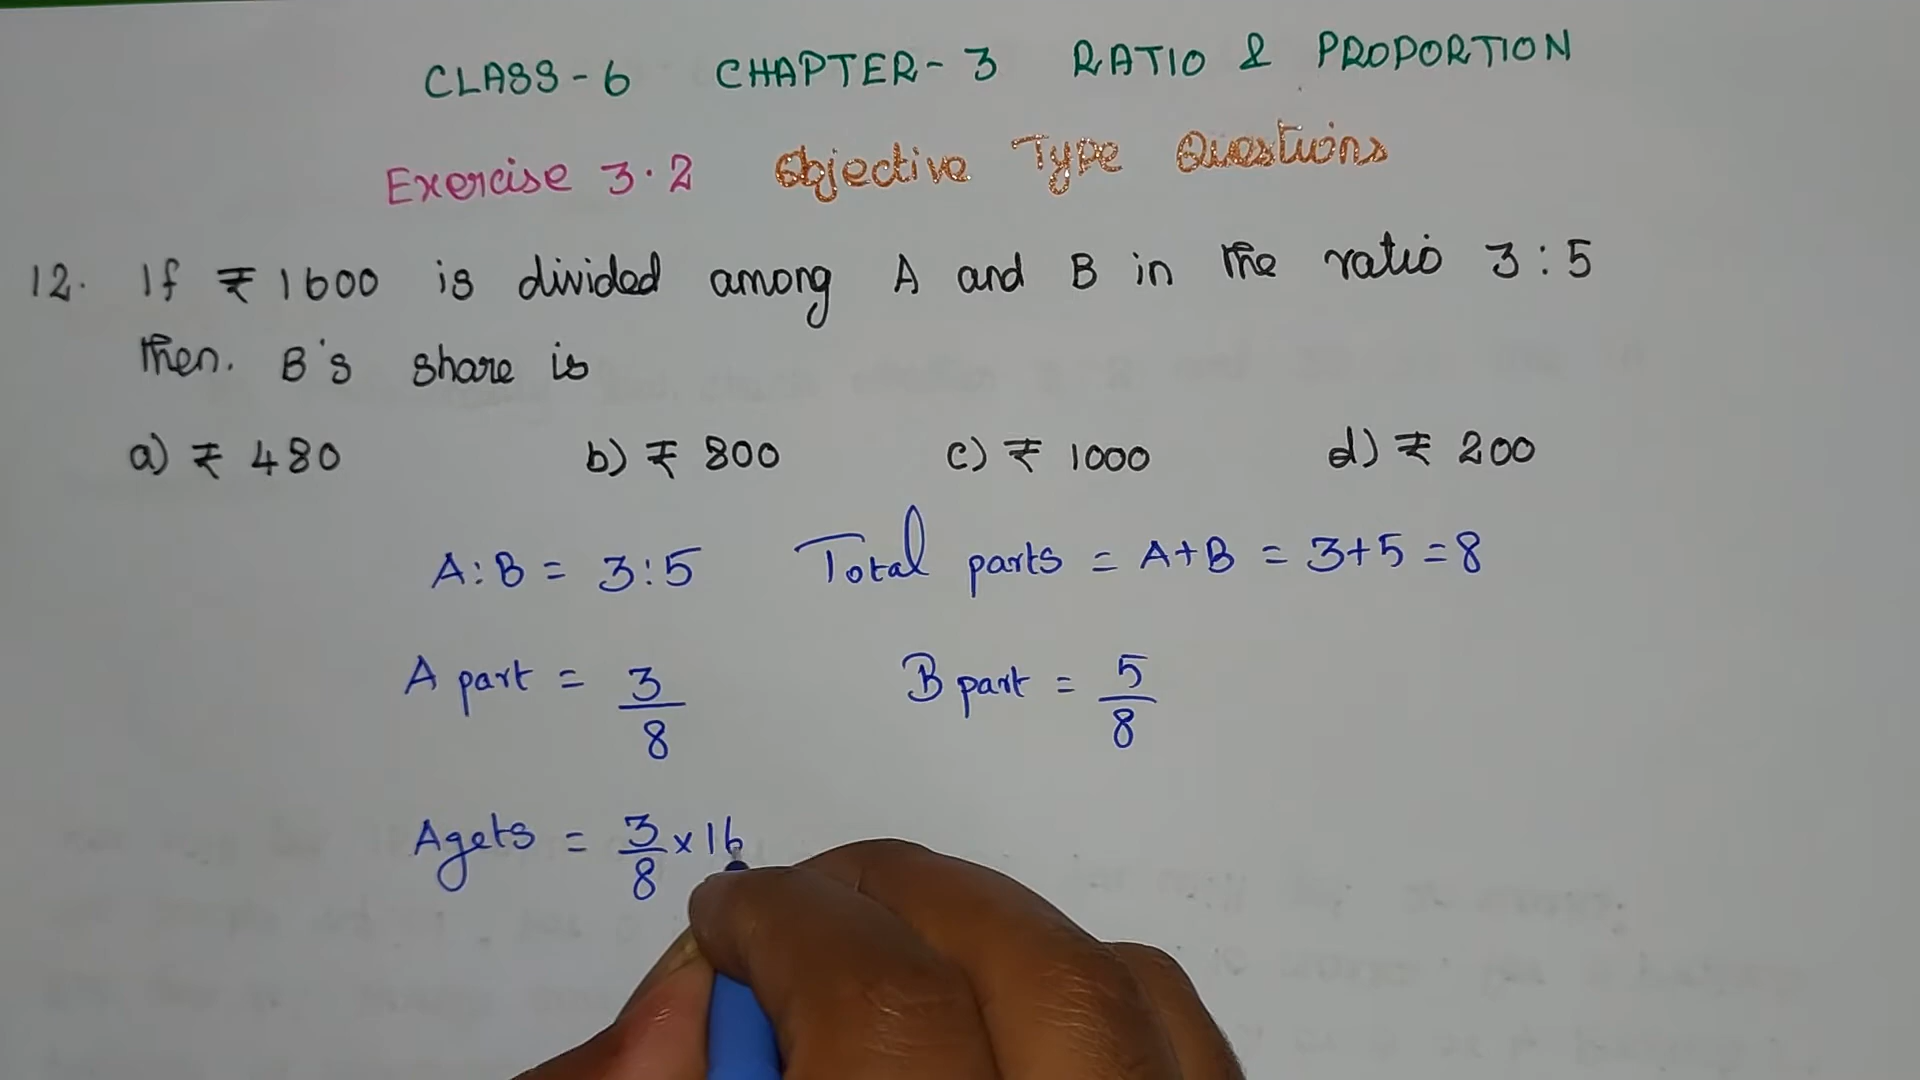 CLASS-6 CHAPTER-3 RATIO & PROPORTION
Exercise 3.2 Objective Type Questions
12. If ₹ 1600 is divided among A and B in the ratio 3:5
then. B's share is
a) ₹ 480 b) ₹ 800 c) ₹ 1000 d) ₹ 200
A:B = 3:5 Total parts = A+B = 3+5 = 8
A part = 3/8 B part = 5/8
A gets = 3/8 × 16